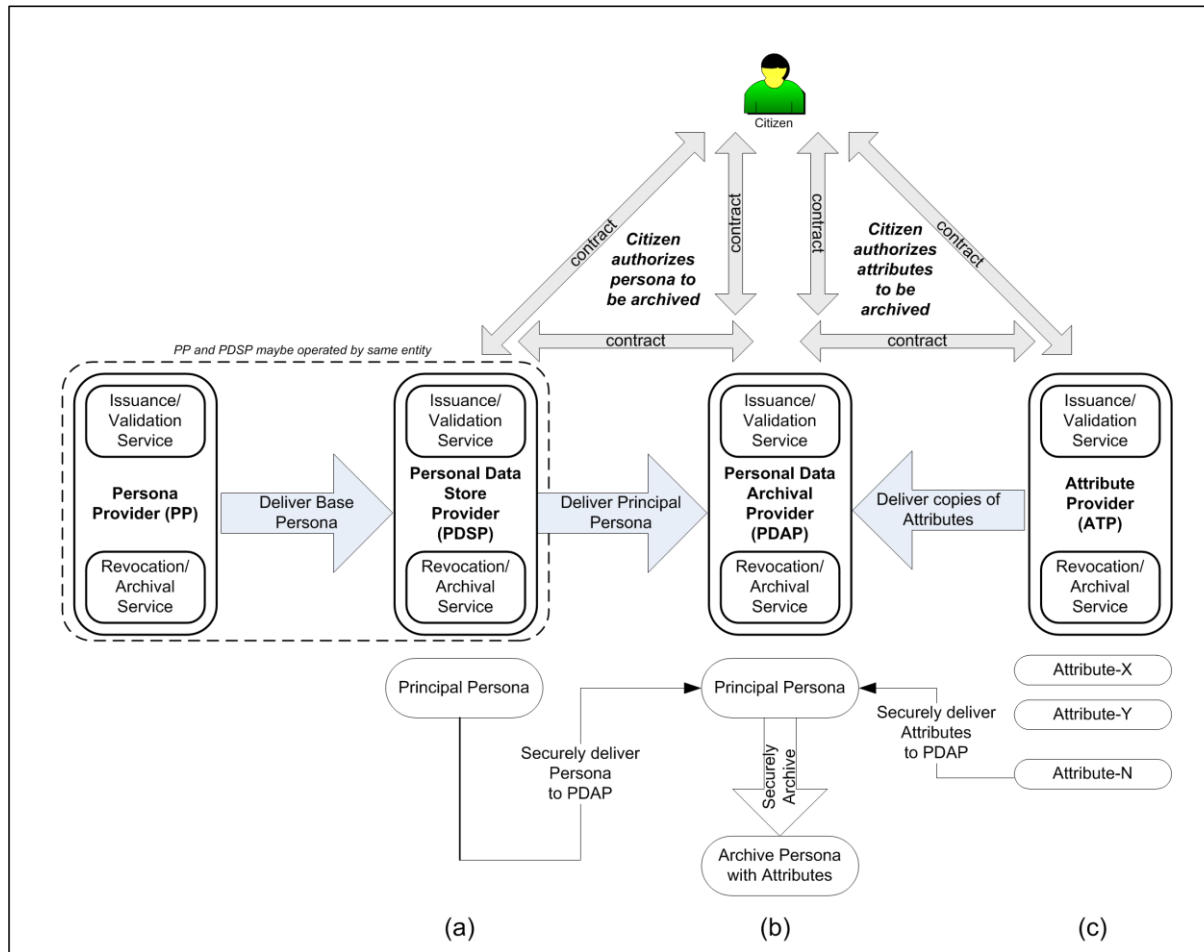 Citizen
contract
contract
contract
contract
Citizen
authorizes
persona to
be archived
Citizen
authorizes
attributes
to be
archived
contract
contract
PP and PDSP maybe operated by same entity
Issuance/
Validation
Service
Persona
Provider (PP)
Revocation/
Archival
Service
Deliver Base
Persona
Issuance/
Validation
Service
Personal Data
Store
Provider
(PDSP)
Revocation/
Archival
Service
Deliver Principal
Persona
Issuance/
Validation
Service
Personal Data
Archival
Provider
(PDAP)
Revocation/
Archival
Service
Deliver copies of
Attributes
Issuance/
Validation
Service
Attribute
Provider
(ATP)
Revocation/
Archival
Service
Principal Persona
Securely deliver
Persona
to PDAP
Principal Persona
Securely
Archive
Archive Persona
with Attributes
Securely deliver
Attributes
to PDAP
Attribute-X
Attribute-Y
Attribute-N
(a)
(b)
(c)